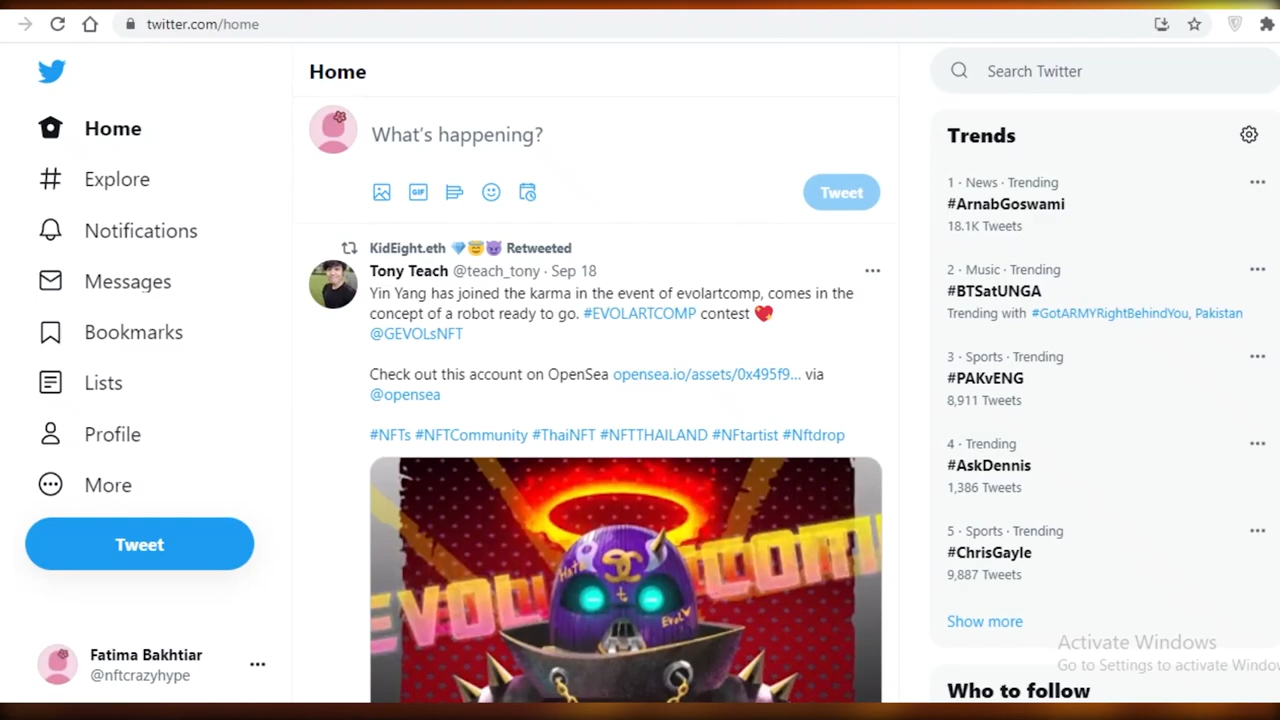 twitter.com/home
Home
Explore
Notifications
Messages
Bookmarks
Lists
Profile
More
Tweet
Fatima Bakhtiar
@nftcrazyhype
Home
What's happening?
GIF
Tweet
KidEight.eth 💎😇😈 Retweeted
Tony Teach @teach_tony · Sep 18
Yin Yang has joined the karma in the event of evolartcomp, comes in the
concept of a robot ready to go. #EVOLARTCOMP contest 💖
@GEVOLsNFT
Check out this account on OpenSea opensea.io/assets/0x495f9... via
@opensea
#NFTs #NFTCommunity #ThaiNFT #NFTTHAILAND #NFtartist #Nftdrop
Search Twitter
Trends
1 · News · Trending
#ArnabGoswami
18.1K Tweets
2 · Music · Trending
#BTSatUNGA
Trending with #GotARMYRightBehindYou, Pakistan
3 · Sports · Trending
#PAKvENG
8,911 Tweets
4 · Trending
#AskDennis
1,386 Tweets
5 · Sports · Trending
#ChrisGayle
9,887 Tweets
Show more
Activate Windows
Go to Settings to activate Windo
Who to follow